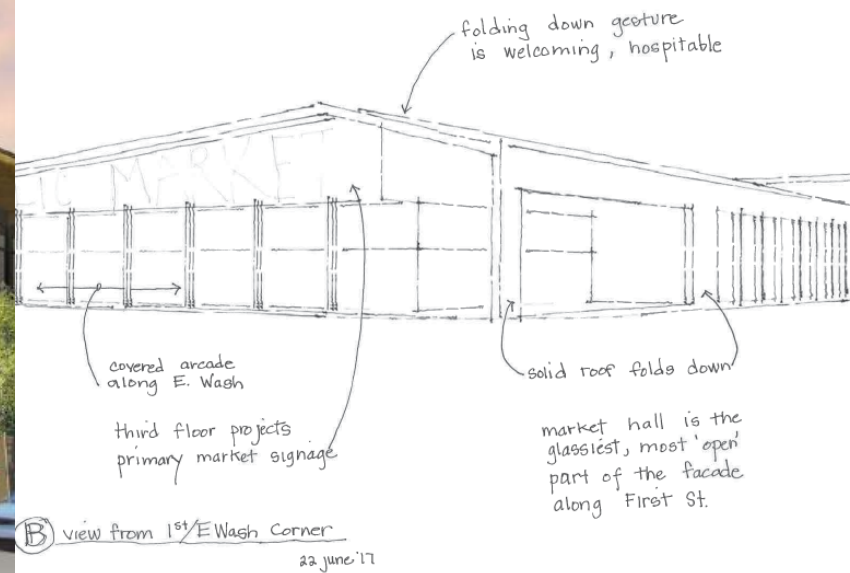 folding down gesture
is welcoming, hospitable
LIC MARKET
covered arcade
along E. Wash
third floor projects
primary market signage
solid roof folds down
market hall is the
glassiest, most 'open'
part of the facade
along First St.
B view from 1st/E Wash Corner
22 june '17